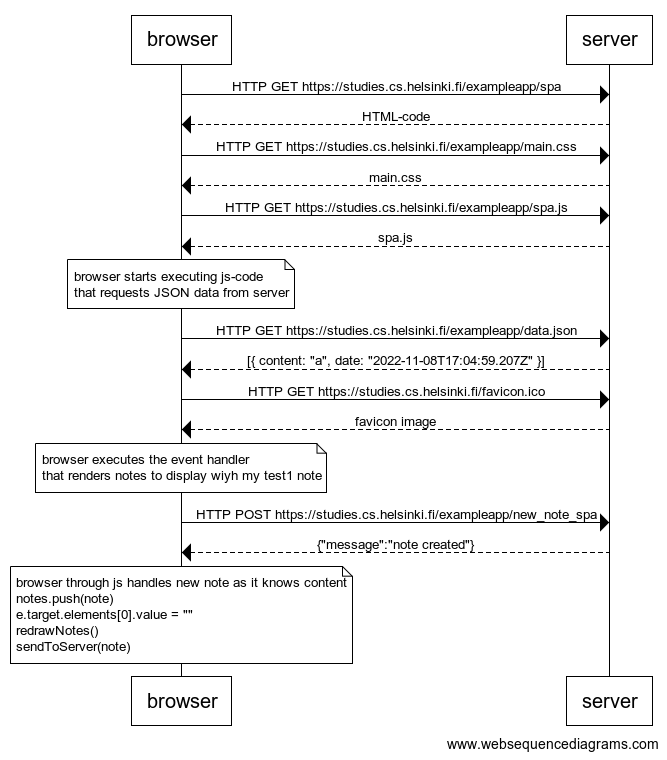 browser
server
HTTP GET https://studies.cs.helsinki.fi/exampleapp/spa
HTML-code
HTTP GET https://studies.cs.helsinki.fi/exampleapp/main.css
main.css
HTTP GET https://studies.cs.helsinki.fi/exampleapp/spa.js
spa.js
browser starts executing js-code
that requests JSON data from server
HTTP GET https://studies.cs.helsinki.fi/exampleapp/data.json
[{ content: "a", date: "2022-11-08T17:04:59.207Z" }]
HTTP GET https://studies.cs.helsinki.fi/favicon.ico
favicon image
browser executes the event handler
that renders notes to display wiyh my test1 note
HTTP POST https://studies.cs.helsinki.fi/exampleapp/new_note_spa
{"message":"note created"}
browser through js handles new note as it knows content
notes.push(note)
e.target.elements[0].value = ""
redrawNotes()
sendToServer(note)
browser
server
www.websequencediagrams.com